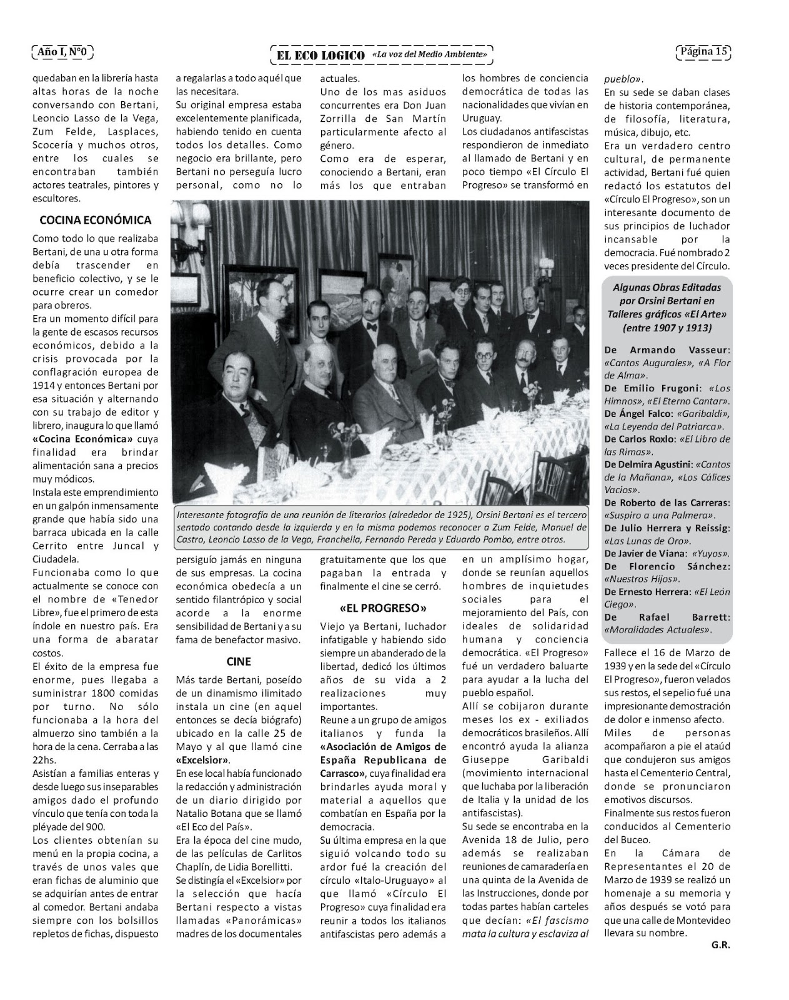 Año I, N°0
EL ECO LOGICO «La voz del Medio Ambiente»
Página 15
quedaban en la librería hasta
altas horas de la noche
conversando con Bertani,
Leoncio Lasso de la Vega,
Zum Felde, Lasplaces,
Scocería y muchos otros,
entre los cuales se
encontraban también
actores teatrales, pintores y
escultores.
COCINA ECONÓMICA
Como todo lo que realizaba
Bertani, de una u otra forma
debía trascender en
beneficio colectivo, y se le
ocurre crear un comedor
para obreros.
Era un momento difícil para
la gente de escasos recursos
económicos, debido a la
crisis provocada por la
conflagración europea de
1914 y entonces Bertani por
esa situación y alternando
con su trabajo de editor y
librero, inaugura lo que llamó
«Cocina Económica» cuya
finalidad era brindar
alimentación sana a precios
muy módicos.
Instala este emprendimiento
en un galpón inmensamente
grande que había sido una
barraca ubicada en la calle
Cerrito entre Juncal y
Ciudadela.
Funcionaba como lo que
actualmente se conoce con
el nombre de «Tenedor
Libre», fue el primero de esta
índole en nuestro país. Era
una forma de abaratar
costos.
El éxito de la empresa fue
enorme, pues llegaba a
suministrar 1800 comidas
por turno. No sólo
funcionaba a la hora del
almuerzo sino también a la
hora de la cena. Cerraba a las
22hs.
Asistían a familias enteras y
desde luego sus inseparables
amigos dado el profundo
vínculo que tenía con toda la
pléyade del 900.
Los clientes obtenían su
menú en la propia cocina, a
través de unos vales que
eran fichas de aluminio que
se adquirían antes de entrar
al comedor. Bertani andaba
siempre con los bolsillos
repletos de fichas, dispuesto
a regalarlas a todo aquél que
las necesitara.
Su original empresa estaba
excelentemente planificada,
habiendo tenido en cuenta
todos los detalles. Como
negocio era brillante, pero
Bertani no perseguía lucro
personal, como no lo
persiguío jamás en ninguna
de sus empresas. La cocina
económica obedecía a un
sentido filantrópico y social
acorde a la enorme
sensibilidad de Bertani y a su
fama de benefactor masivo.
CINE
Más tarde Bertani, poseído
de un dinamismo ilimitado
instala un cine (en aquel
entonces se decía biógrafo)
ubicado en la calle 25 de
Mayo y al que llamó cine
«Excelsior».
En ese local había funcionado
la redacción y administración
de un diario dirigido por
Natalio Botana que se llamó
«El Eco del País».
Era la época del cine mudo,
de las películas de Carlitos
Chaplín, de Lidia Borellitti.
Se distingía el «Excelsior» por
la selección que hacía
Bertani respecto a vistas
llamadas «Panorámicas»
madres de los documentales
actuales.
Uno de los mas asiduos
concurrentes era Don Juan
Zorrilla de San Martín
particularmente afecto al
género.
Como era de esperar,
conociendo a Bertani, eran
más los que entraban
gratuitamente que los que
pagaban la entrada y
finalmente el cine se cerró.
«EL PROGRESO»
Viejo ya Bertani, luchador
infatigable y habiendo sido
siempre un abanderado de la
libertad, dedicó los últimos
años de su vida a 2
realizaciones muy
importantes.
Reune a un grupo de amigos
italianos y funda la
«Asociación de Amigos de
España Republicana de
Carrasco», cuya finalidad era
brindarles ayuda moral y
material a aquellos que
combatían en España por la
democracia.
Su última empresa en la que
siguió volcando todo su
ardor fué la creación del
círculo «Italo-Uruguayo» al
que llamó «Círculo El
Progreso» cuya finalidad era
reunir a todos los italianos
antifascistas pero además a
los hombres de conciencia
democrática de todas las
nacionalidades que vivían en
Uruguay.
Los ciudadanos antifascistas
respondieron de inmediato
al llamado de Bertani y en
poco tiempo «El Círculo El
Progreso» se transformó en
en un amplísimo hogar,
donde se reunían aquellos
hombres de inquietudes
sociales para el
mejoramiento del País, con
ideales de solidaridad
humana y conciencia
democrática. «El Progreso»
fué un verdadero baluarte
para ayudar a la lucha del
pueblo español.
Allí se cobijaron durante
meses los ex - exiliados
democráticos brasileños. Allí
encontró ayuda la alianza
Giuseppe Garibaldi
(movimiento internacional
que luchaba por la liberación
de Italia y la unidad de los
antifascistas).
Su sede se encontraba en la
Avenida 18 de Julio, pero
además se realizaban
reuniones de camaradería en
una quinta de la Avenida de
las Instrucciones, donde por
todas partes habían carteles
que decían: «El fascismo
mata la cultura y esclaviza al
pueblo».
En su sede se daban clases
de historia contemporánea,
de filosofía, literatura,
música, dibujo, etc.
Era un verdadero centro
cultural, de permanente
actividad, Bertani fué quien
redactó los estatutos del
«Círculo El Progreso», son un
interesante documento de
sus principios de luchador
incansable por la
democracia. Fué nombrado 2
veces presidente del Círculo.
Algunas Obras Editadas
por Orsini Bertani en
Talleres gráficos «El Arte»
(entre 1907 y 1913)
De Armando Vasseur:
«Cantos Augurales», «A Flor
de Alma».
De Emilio Frugoni: «Los
Himnos», «El Eterno Cantar».
De Ángel Falco: «Garibaldi»,
«La Leyenda del Patriarca».
De Carlos Roxlo: «El Libro de
las Rimas».
De Delmira Agustini: «Cantos
de la Mañana», «Los Cálices
Vacios».
De Roberto de las Carreras:
«Suspiro a una Palmera».
De Julio Herrera y Reissig:
«Las Lunas de Oro».
De Javier de Viana: «Yuyos».
De Florencio Sánchez:
«Nuestros Hijos».
De Ernesto Herrera: «El León
Ciego».
De Rafael Barrett:
«Moralidades Actuales».
Fallece el 16 de Marzo de
1939 y en la sede del «Círculo
El Progreso», fueron velados
sus restos, el sepelio fué una
impresionante demostración
de dolor e inmenso afecto.
Miles de personas
acompañaron a pie el ataúd
que condujeron sus amigos
hasta el Cementerio Central,
donde se pronunciaron
emotivos discursos.
Finalmente sus restos fueron
conducidos al Cementerio
del Buceo.
En la Cámara de
Representantes el 20 de
Marzo de 1939 se realizó un
homenaje a su memoria y
años después se votó para
que una calle de Montevideo
llevara su nombre.
G.R.
Interesante fotografía de una reunión de literarios (alrededor de 1925), Orsini Bertani es el tercero
sentado contando desde la izquierda y en la misma podemos reconocer a Zum Felde, Manuel de
Castro, Leoncio Lasso de la Vega, Franchella, Fernando Pereda y Eduardo Pombo, entre otros.